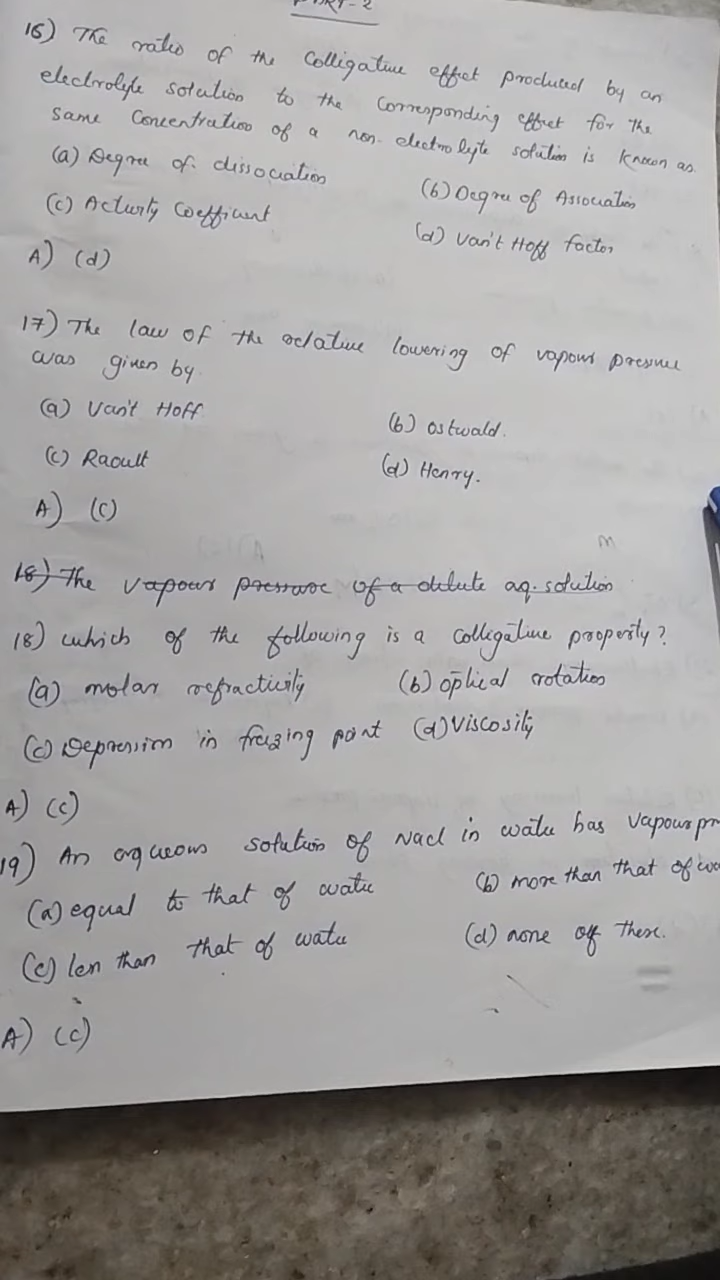 PART-2
16) The ratio of the Colligative effect produced by an
electrolyte solution to the Corresponding effect for the
same Concentration of a non-electrolyte solution is known as
(a) Degree of dissociation (b) Degree of Association
(c) Activity Coefficient (d) Van't Hoff factor
A) (d)
17) The law of the relative lowering of vapour pressure
was given by
(a) Van't Hoff (b) ostwald.
(c) Raoult (d) Henry.
A) (c)
18) The vapour pressure of a dilute aq. solution
18) which of the following is a Colligative property?
(a) molar refractivity (b) optical rotation
(c) Depression in freezing point (d) Viscosity
A) (c)
19) An aqueous solution of Nacl in water has Vapour pr
(a) equal to that of water (b) more than that of wa
(c) less than that of water (d) none of these.
A) (c)